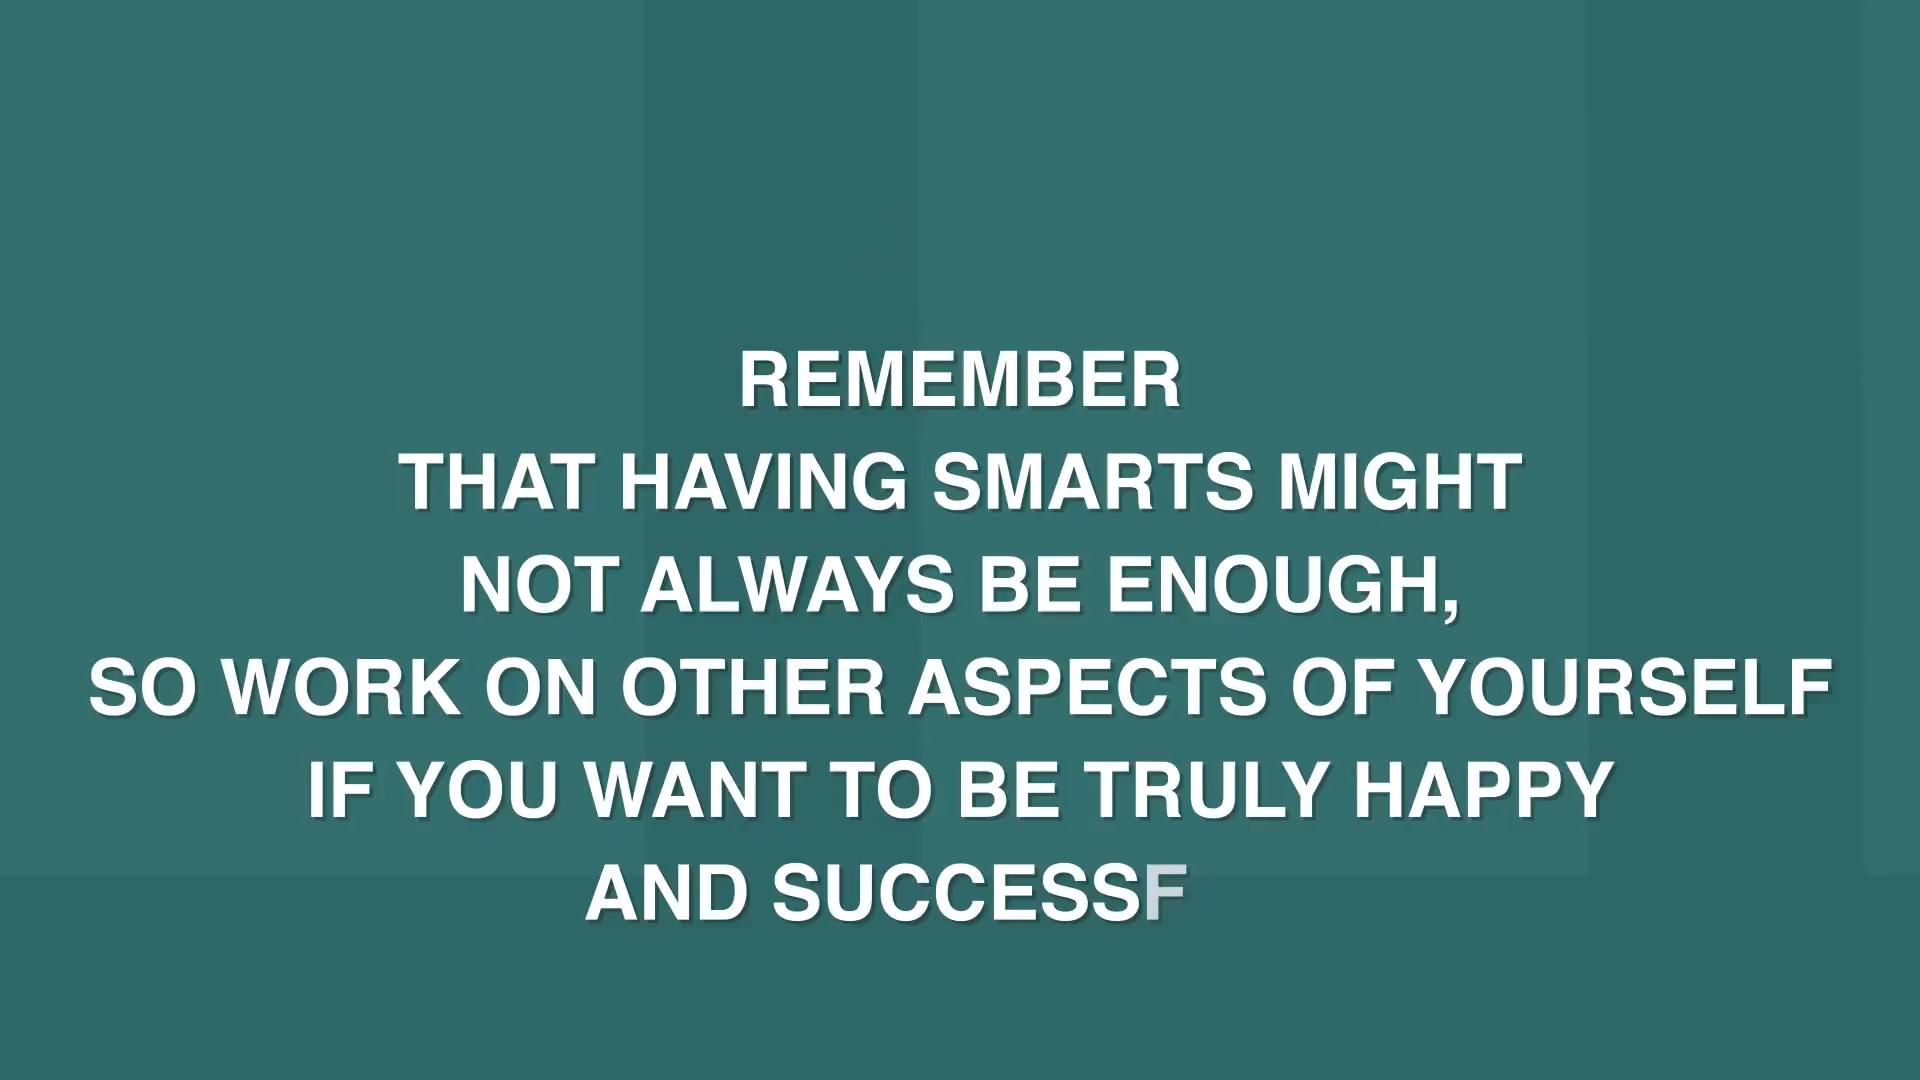 REMEMBER
THAT HAVING SMARTS MIGHT
NOT ALWAYS BE ENOUGH,
SO WORK ON OTHER ASPECTS OF YOURSELF
IF YOU WANT TO BE TRULY HAPPY
AND SUCCESSF